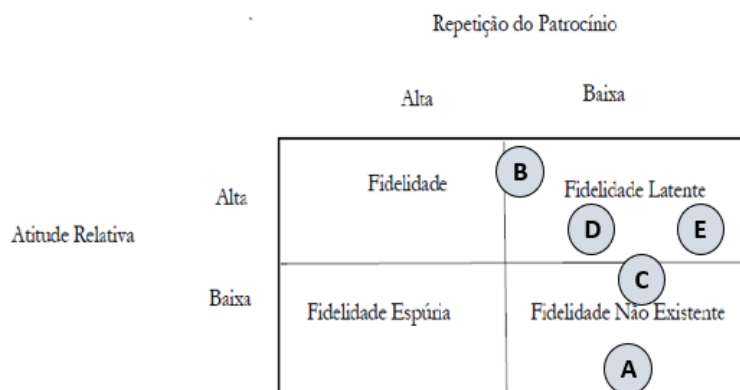 Repetição do Patrocínio
Alta
Baixa
Alta
Fidelidade
B
Fidelidade Latente
Atitude Relativa
D
E
Baixa
C
Fidelidade Espúria
Fidelidade Não Existente
A